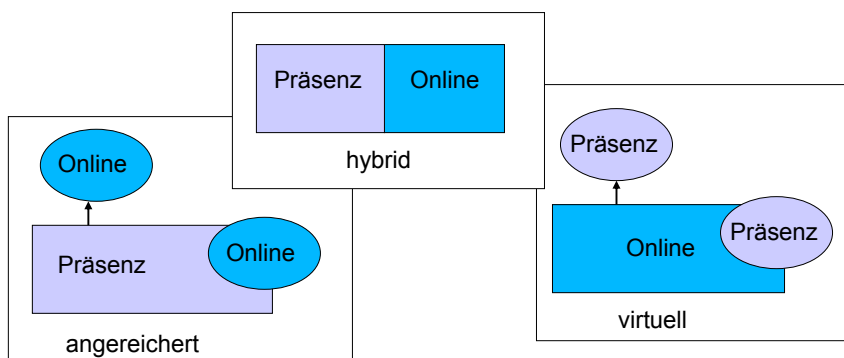 Präsenz Online
hybrid
Online
Präsenz
Online
angereichert
Präsenz
Online
Präsenz
virtuell